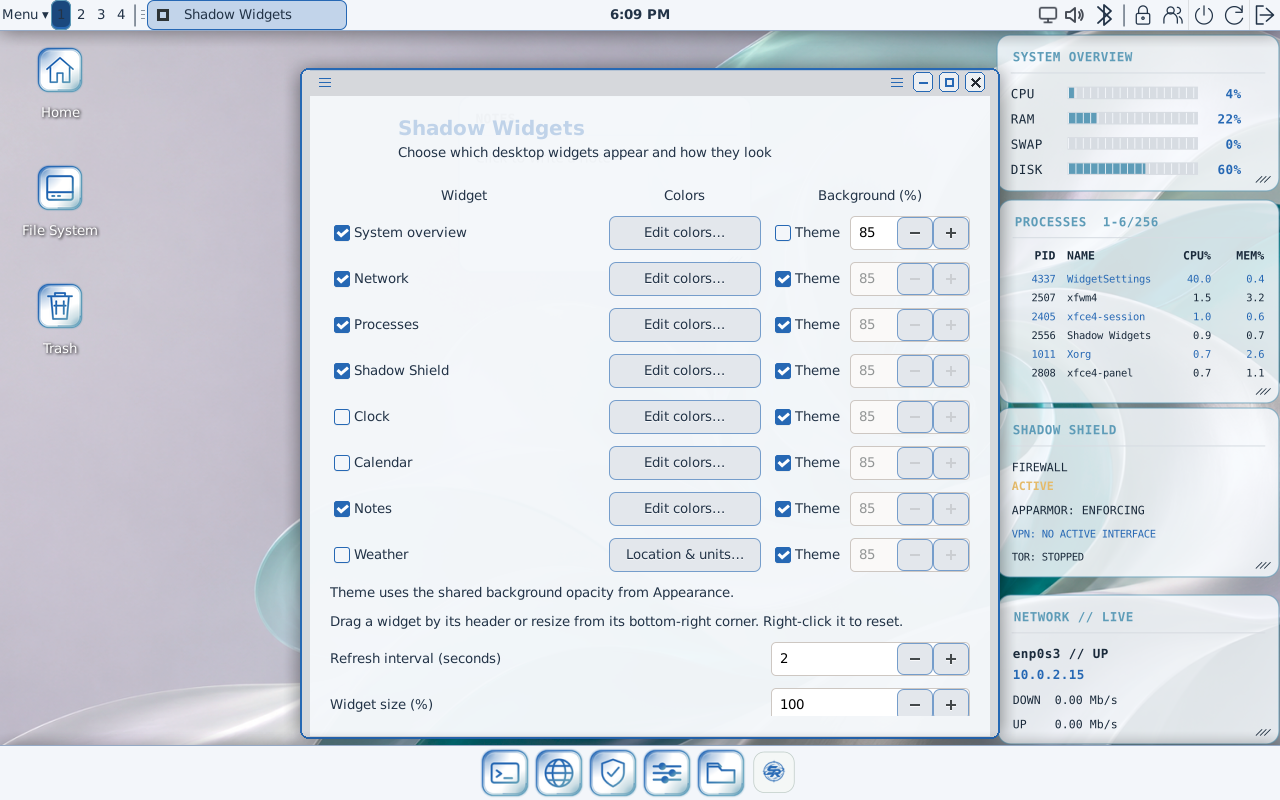 Menu ▾ 1 2 3 4 Shadow Widgets 6:09 PM
Home
File System
Trash
Shadow Widgets
Choose which desktop widgets appear and how they look
Widget Colors Background (%)
System overview Edit colors... Theme 85 − +
Network Edit colors... Theme 85 − +
Processes Edit colors... Theme 85 − +
Shadow Shield Edit colors... Theme 85 − +
Clock Edit colors... Theme 85 − +
Calendar Edit colors... Theme 85 − +
Notes Edit colors... Theme 85 − +
Weather Location & units... Theme 85 − +
Theme uses the shared background opacity from Appearance.
Drag a widget by its header or resize from its bottom-right corner. Right-click it to reset.
Refresh interval (seconds) 2 − +
Widget size (%) 100 − +
SYSTEM OVERVIEW
CPU 4%
RAM 22%
SWAP 0%
DISK 60%
PROCESSES 1-6/256
PID NAME CPU% MEM%
4337 WidgetSettings 40.0 0.4
2507 xfwm4 1.5 3.2
2405 xfce4-session 1.0 0.6
2556 Shadow Widgets 0.9 0.7
1011 Xorg 0.7 2.6
2808 xfce4-panel 0.7 1.1
SHADOW SHIELD
FIREWALL
ACTIVE
APPARMOR: ENFORCING
VPN: NO ACTIVE INTERFACE
TOR: STOPPED
NETWORK // LIVE
enp0s3 // UP
10.0.2.15
DOWN 0.00 Mb/s
UP 0.00 Mb/s